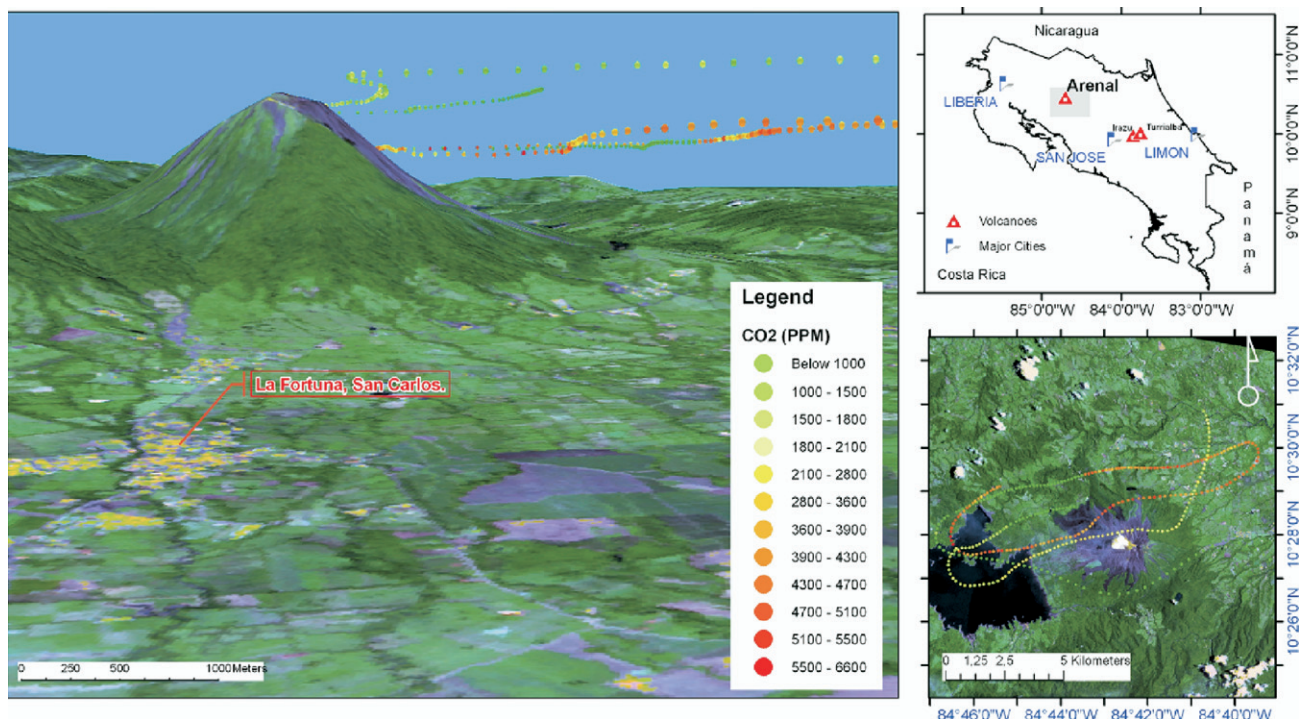 La Fortuna, San Carlos.
0 250 500 1000 Meters
Legend
CO2 (PPM)
Below 1000
1000 - 1500
1500 - 1800
1800 - 2100
2100 - 2800
2800 - 3600
3600 - 3900
3900 - 4300
4300 - 4700
4700 - 5100
5100 - 5500
5500 - 6600
Nicaragua
Arenal
LIBERIA
Irazu
Turrialba
SAN JOSE
LIMON
Panamá
Volcanoes
Major Cities
Costa Rica
11°0'0"N
10°0'0"N
9°0'0"N
85°0'0"W 84°0'0"W 83°0'0"W
10°32'0"N
10°30'0"N
10°28'0"N
10°26'0"N
0 1,25 2,5 5 Kilometers
84°46'0"W 84°44'0"W 84°42'0"W 84°40'0"W